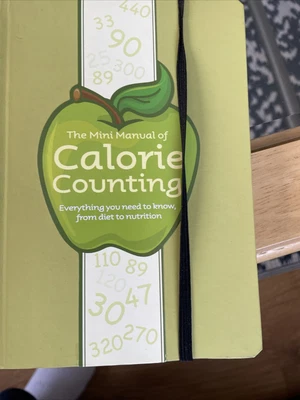 440
33
90
25 300
89
The Mini Manual of
Calorie
Counting
Everything you need to know,
from diet to nutrition
110 89
120
30 47
320 270